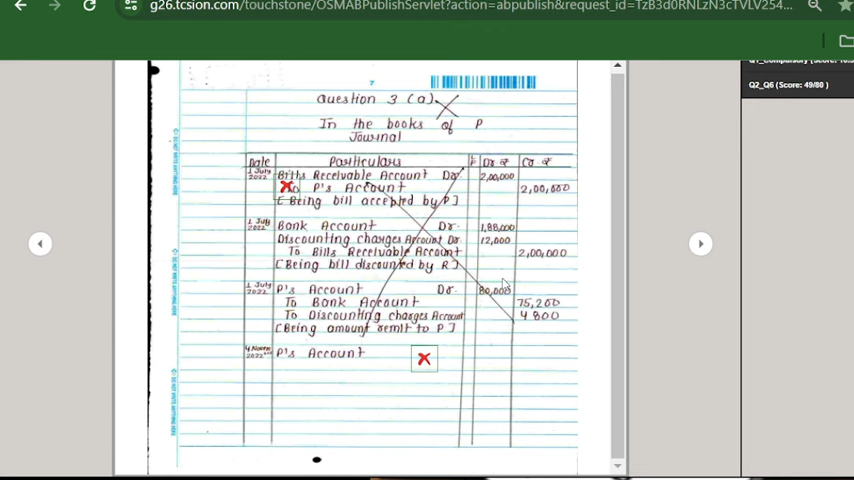 g26.tcsion.com/touchstone/OSMABPublishServlet?action=abpublish&request_id=TzB3d0RNLzN3cTVLV254...
Q2_Q6 (Score: 49/80 )
7
Question 3 (a)
In the books of P
Journal
Date Particulars Dr ₹ Cr ₹
1 July 2022 Bills Receivable Account Dr. 2,00,000
To P's Account 2,00,000
[Being bill accepted by P]
1 July 2022 Bank Account Dr. 1,88,000
Discounting charges Account Dr. 12,000
To Bills Receivable Account 2,00,000
[Being bill discounted by R]
1 July 2022 P's Account Dr. 80,000
To Bank Account 75,200
To Discounting charges Account 4800
[Being amount remit to P]
4 Novem 2022 P's Account